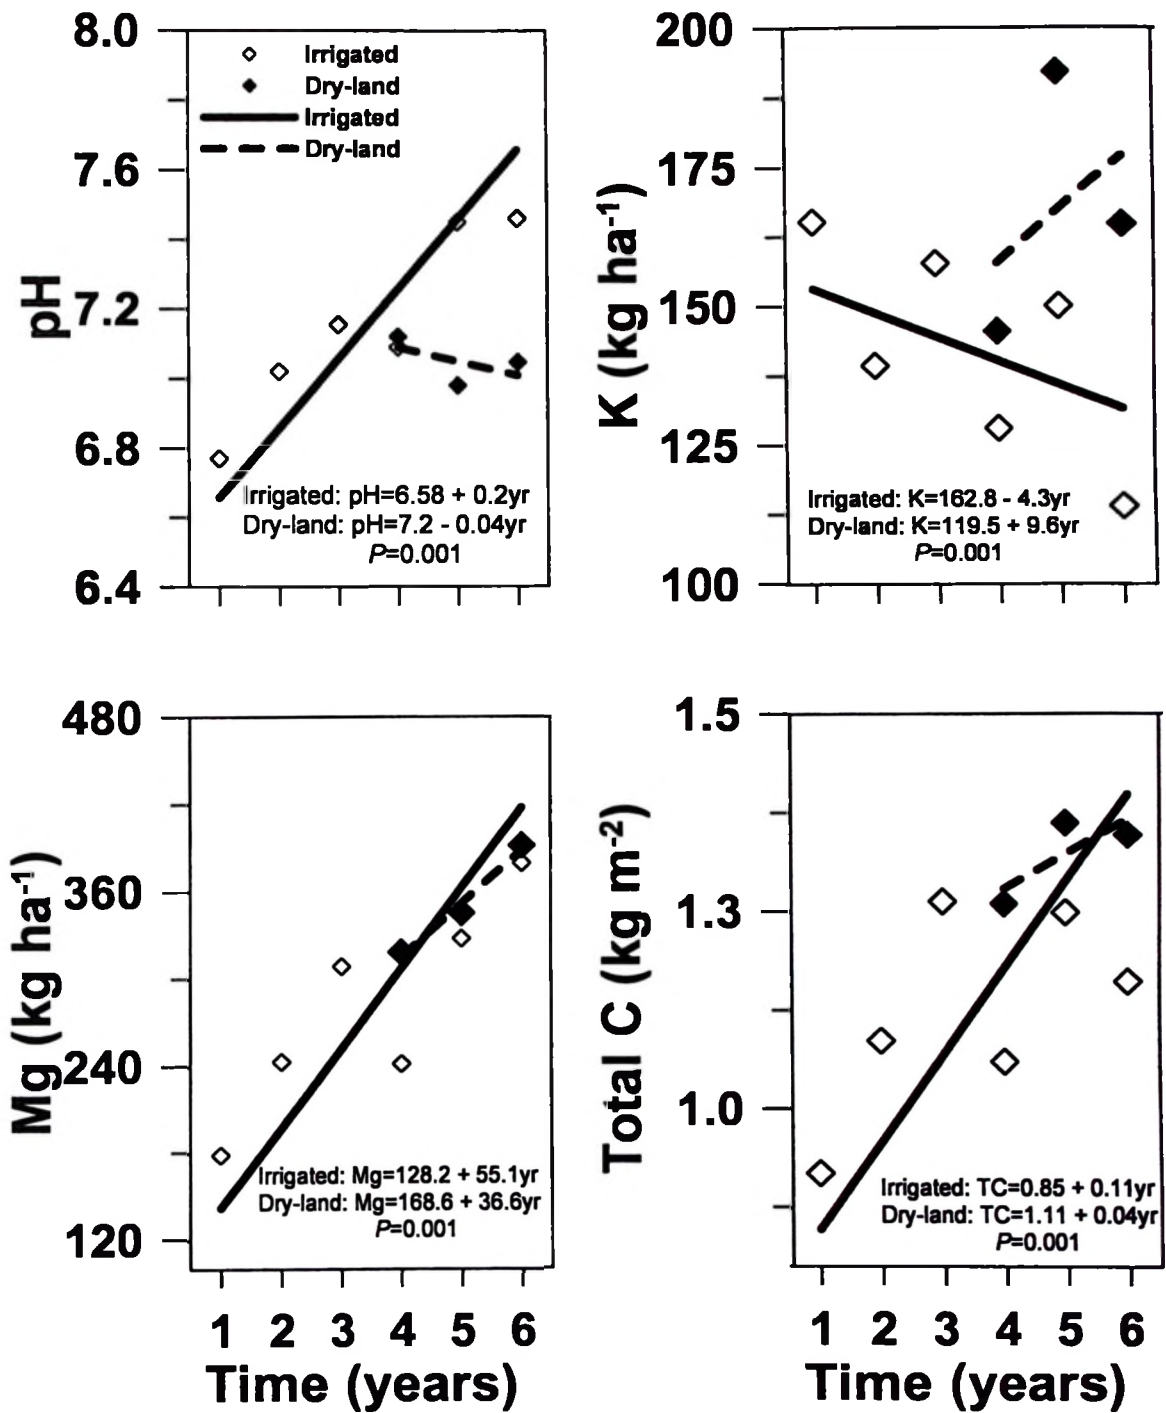 8.0
7.6
7.2
6.8
6.4
pH
Irrigated
Dry-land
Irrigated
Dry-land
Irrigated: pH=6.58 + 0.2yr
Dry-land: pH=7.2 - 0.04yr
P=0.001
200
175
150
125
100
K (kg ha-1)
Irrigated: K=162.8 - 4.3yr
Dry-land: K=119.5 + 9.6yr
P=0.001
480
360
240
120
Mg (kg ha-1)
Irrigated: Mg=128.2 + 55.1yr
Dry-land: Mg=168.6 + 36.6yr
P=0.001
1 2 3 4 5 6
Time (years)
1.5
1.3
1.0
Total C (kg m-2)
Irrigated: TC=0.85 + 0.11yr
Dry-land: TC=1.11 + 0.04yr
P=0.001
1 2 3 4 5 6
Time (years)